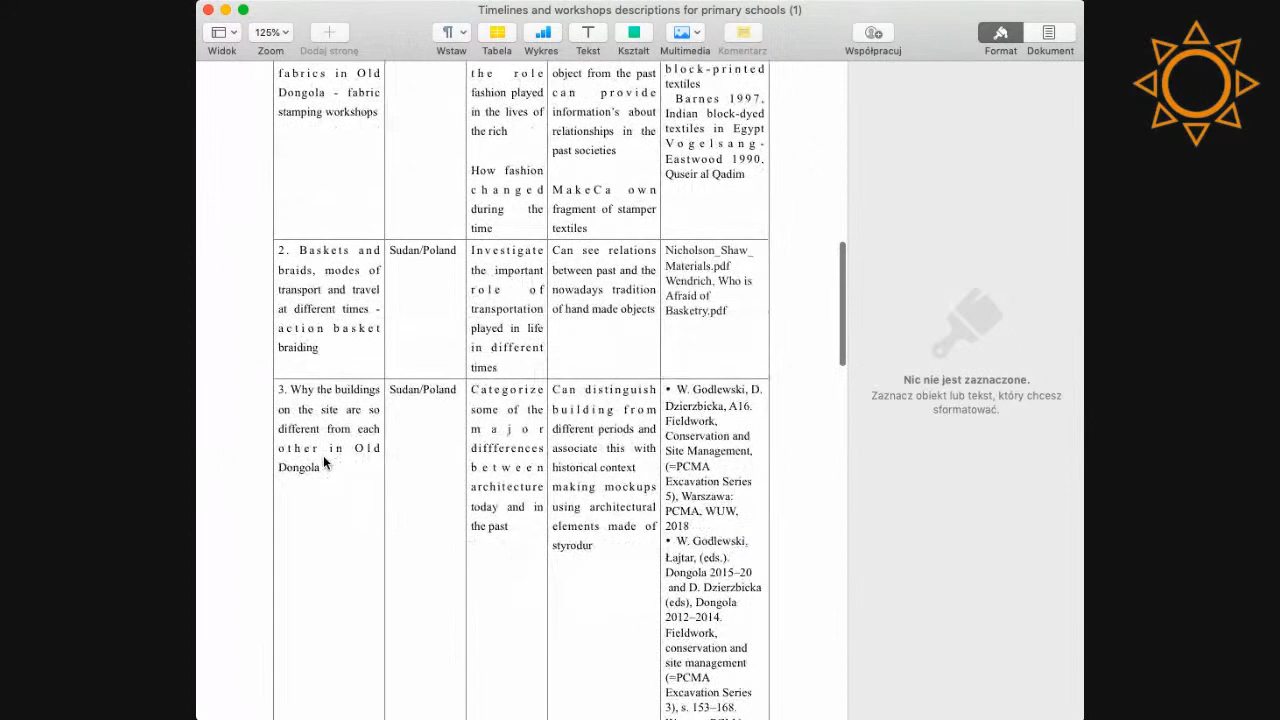 Timelines and workshops descriptions for primary schools (1)
125%
Widok
Zoom
Dodaj stronę
Wstaw
Tabela
Wykres
Tekst
Kształt
Multimedia
Komentarz
Współpracuj
Format
Dokument
fabrics in Old
Dongola - fabric
stamping workshops
the role
fashion played
in the lives of
the rich
How fashion
changed
during the
time
object from the past
can provide
information's about
relationships in the
past societies
MakeCa own
fragment of stamper
textiles
block-printed
textiles
Barnes 1997,
Indian block-dyed
textiles in Egypt
Vogelsang-
Eastwood 1990,
Quseir al Qadim
2. Baskets and
braids, modes of
transport and travel
at different times -
action basket
braiding
Sudan/Poland
Investigate
the important
role of
transportation
played in life
in different
times
Can see relations
between past and the
nowadays tradition
of hand made objects
Nicholson_Shaw_
Materials.pdf
Wendrich, Who is
Afraid of
Basketry.pdf
3. Why the buildings
on the site are so
different from each
other in Old
Dongola
Sudan/Poland
Categorize
some of the
major
diffferences
between
architecture
today and in
the past
Can distinguish
building from
different periods and
associate this with
historical context
making mockups
using architectural
elements made of
styrodur
• W. Godlewski, D.
Dzierzbicka, A16.
Fieldwork,
Conservation and
Site Management,
(=PCMA
Excavation Series
5), Warszawa:
PCMA, WUW,
2018
• W. Godlewski,
Łajtar, (eds.).
Dongola 2015–20
and D. Dzierzbicka
(eds), Dongola
2012–2014.
Fieldwork,
conservation and
site management
(=PCMA
Excavation Series
3), s. 153–168.
Nic nie jest zaznaczone.
Zaznacz obiekt lub tekst, który chcesz
sformatować.